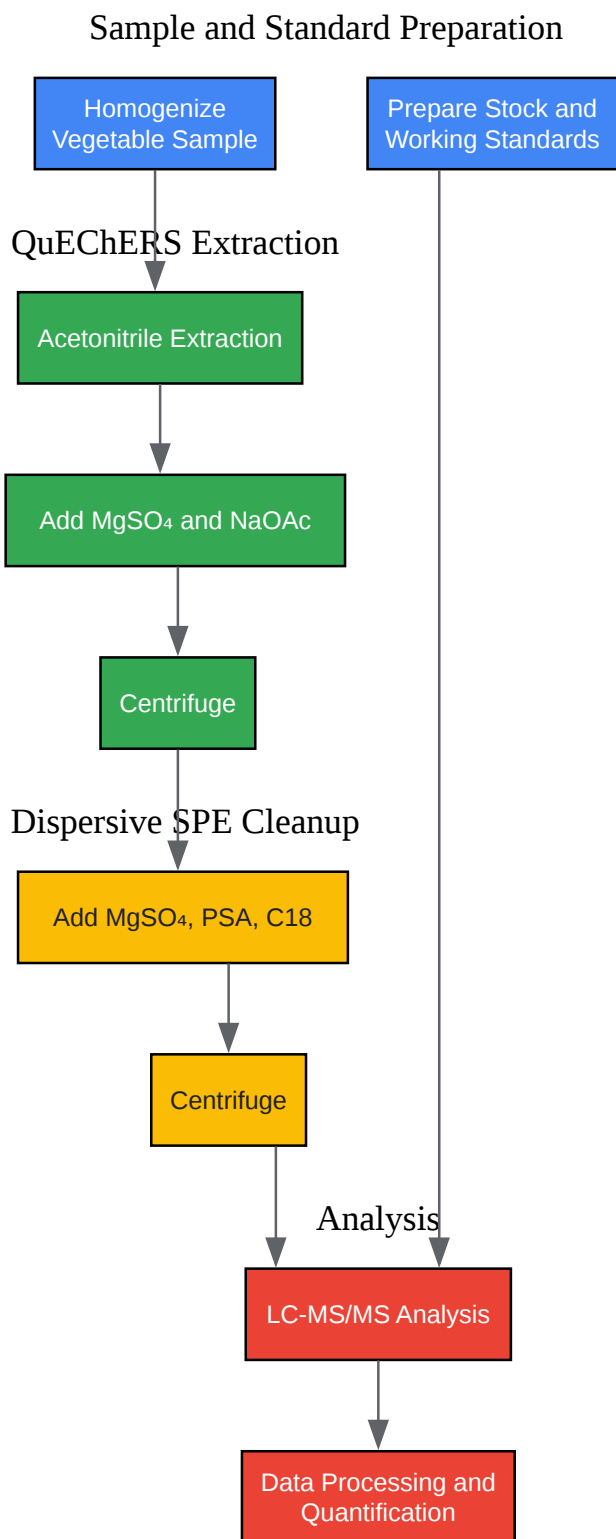 Sample and Standard Preparation
Homogenize
Vegetable Sample
Prepare Stock and
Working Standards
QuEChERS Extraction
Acetonitrile Extraction
Add MgSO₄ and NaOAc
Centrifuge
Dispersive SPE Cleanup
Add MgSO₄, PSA, C18
Centrifuge
Analysis
LC-MS/MS Analysis
Data Processing and
Quantification